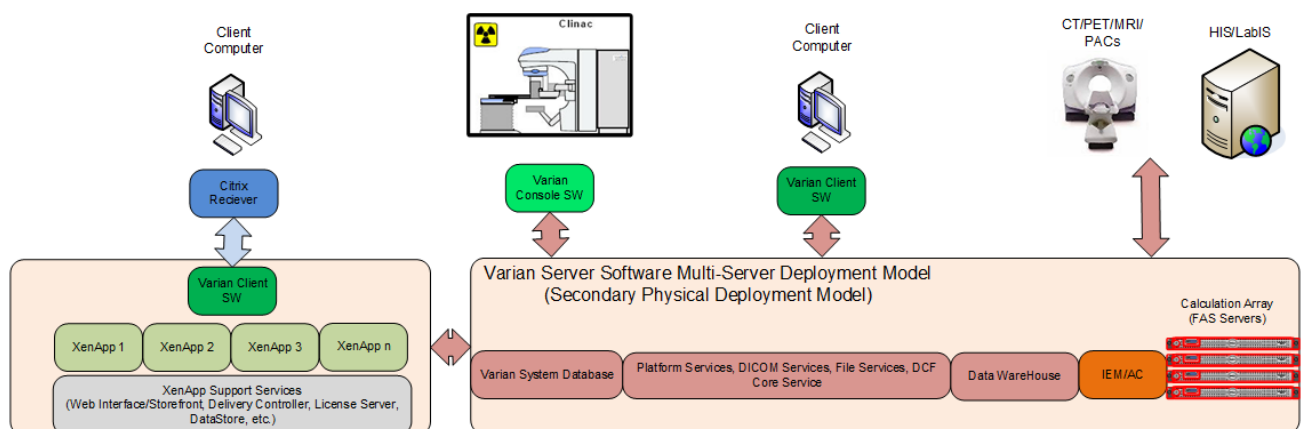 Client
Computer
Clinac
Client
Computer
CT/PET/MRI/
PACs
HIS/LabIS
Citrix
Reciever
Varian
Console SW
Varian Client
SW
Varian Client
SW
Varian Server Software Multi-Server Deployment Model
(Secondary Physical Deployment Model)
Calculation Array
(FAS Servers)
XenApp 1
XenApp 2
XenApp 3
XenApp n
Varian System Database
Platform Services, DICOM Services, File Services, DCF
Core Service
Data WareHouse
IEM/AC
XenApp Support Services
(Web Interface/Storefront, Delivery Controller, License Server,
DataStore, etc.)